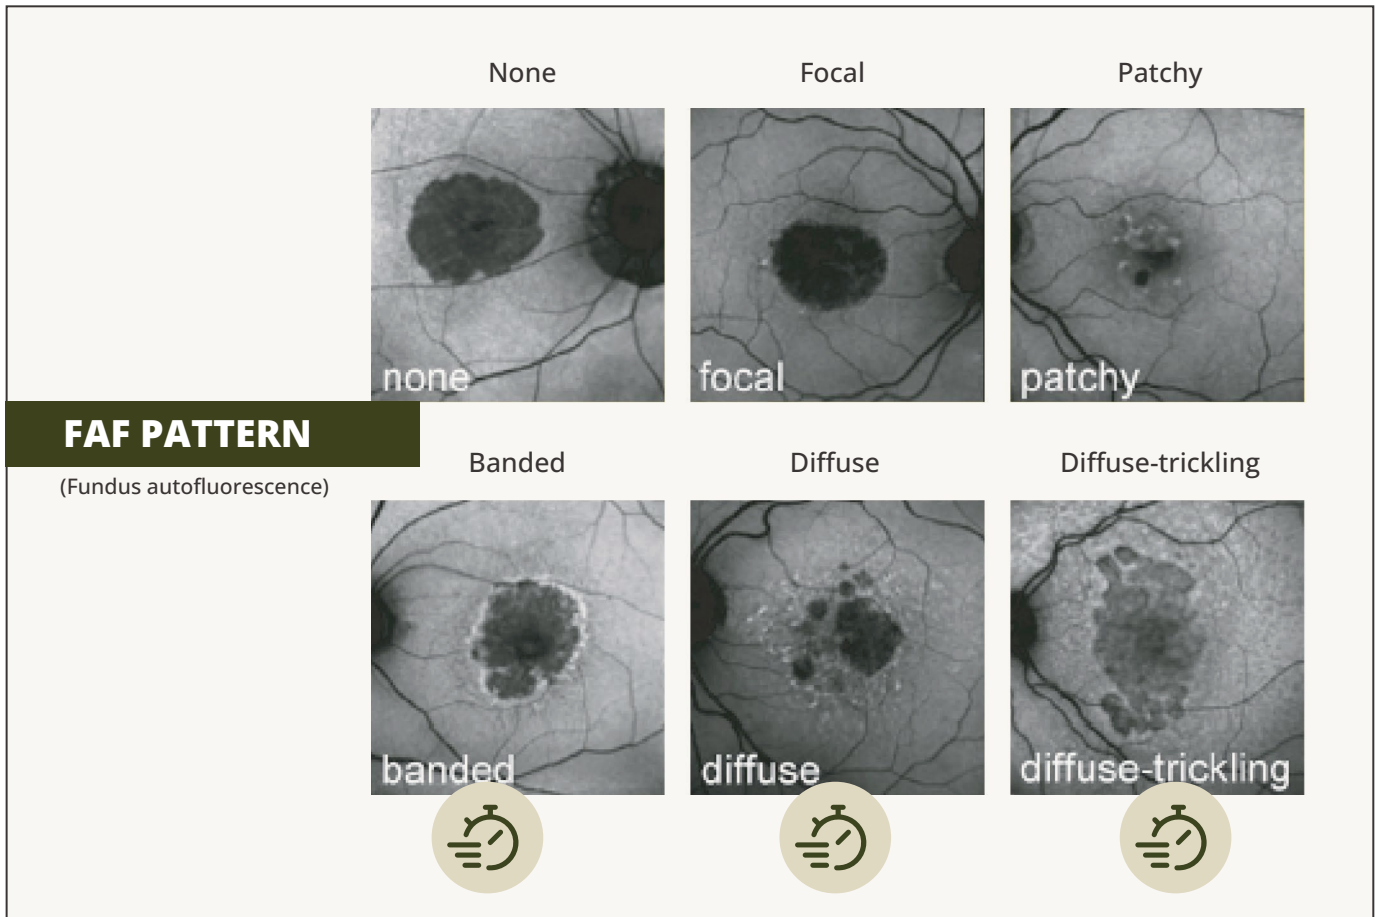 None
Focal
Patchy
none
focal
patchy
FAF PATTERN
(Fundus autofluorescence)
Banded
Diffuse
Diffuse-trickling
banded
diffuse
diffuse-trickling